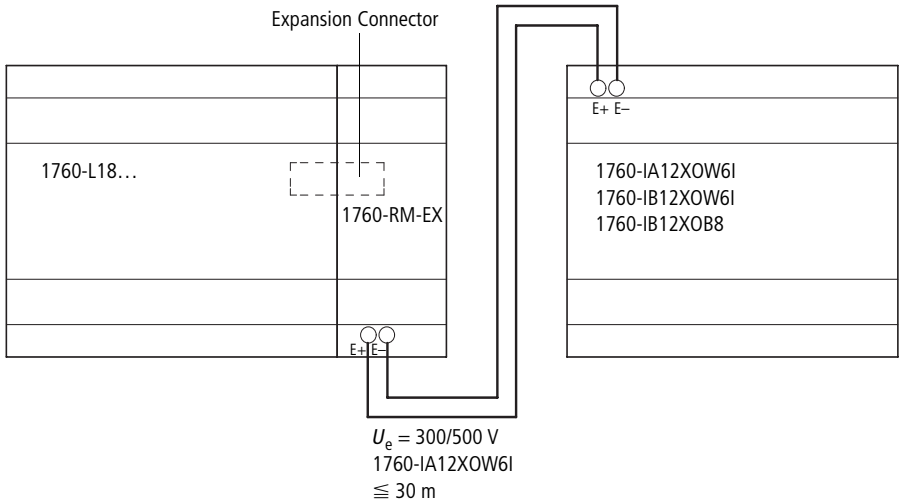 Expansion Connector
E+ E–
1760-L18…
1760-RM-EX
1760-IA12XOW6I
1760-IB12XOW6I
1760-IB12XOB8
E+ E–
Ue = 300/500 V
1760-IA12XOW6I
≦ 30 m